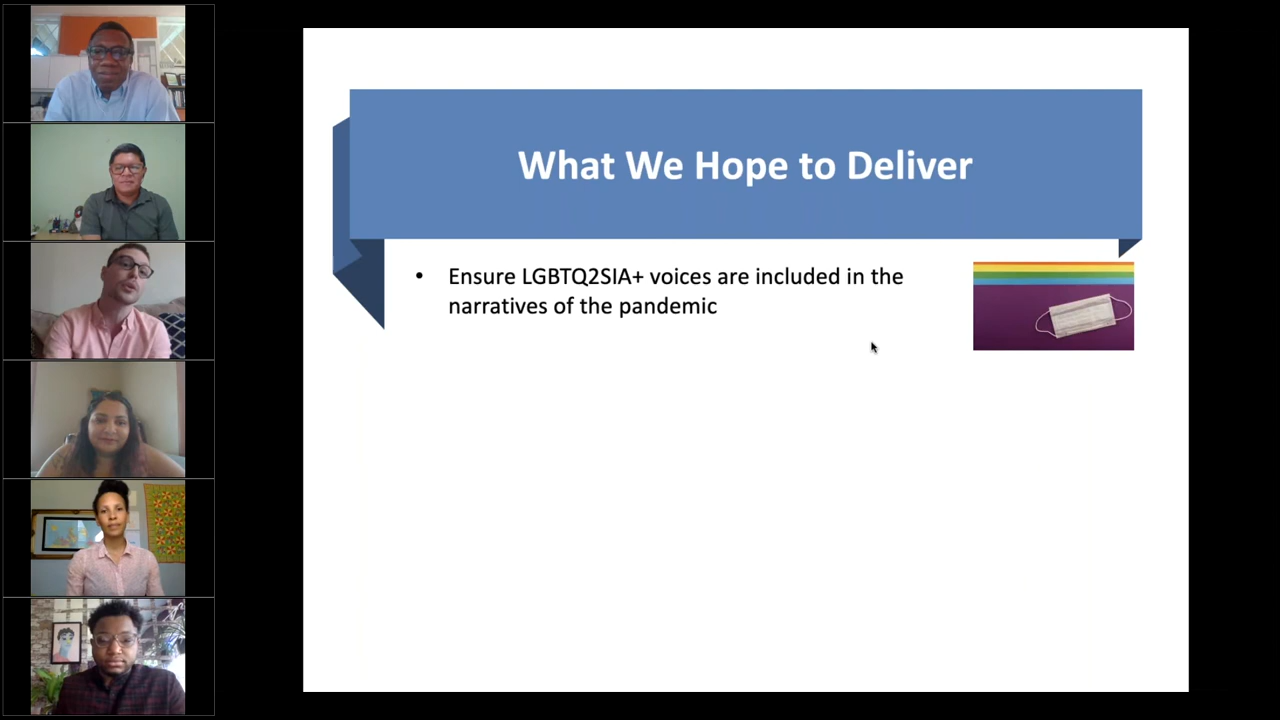 What We Hope to Deliver
• Ensure LGBTQ2SIA+ voices are included in the
narratives of the pandemic